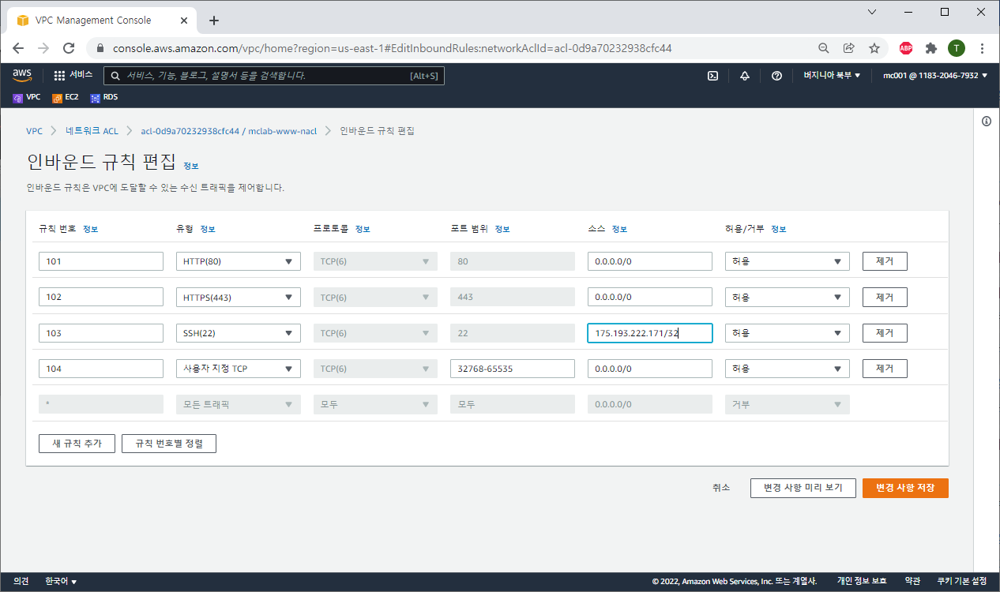 VPC Management Console
console.aws.amazon.com/vpc/home?region=us-east-1#EditInboundRules:networkAclId=acl-0d9a70232938cfc44
ABP
T
aws
서비스
서비스, 기능, 블로그, 설명서 등을 검색합니다.
[Alt+S]
버지니아 북부
mc001 @ 1183-2046-7932
VPC
EC2
RDS
VPC
네트워크 ACL
acl-0d9a70232938cfc44 / mclab-www-nacl
인바운드 규칙 편집
인바운드 규칙 편집 정보
인바운드 규칙은 VPC에 도달할 수 있는 수신 트래픽을 제어합니다.
규칙 번호 정보 유형 정보 프로토콜 정보 포트 범위 정보 소스 정보 허용/거부 정보
101 HTTP(80) TCP(6) 80 0.0.0.0/0 허용 제거
102 HTTPS(443) TCP(6) 443 0.0.0.0/0 허용 제거
103 SSH(22) TCP(6) 22 175.193.222.171/32 허용 제거
104 사용자 지정 TCP TCP(6) 32768-65535 0.0.0.0/0 허용 제거
* 모든 트래픽 모두 모두 0.0.0.0/0 거부
새 규칙 추가 규칙 번호별 정렬
취소 변경 사항 미리 보기 변경 사항 저장
의견 한국어 © 2022, Amazon Web Services, Inc. 또는 계열사. 개인 정보 보호 약관 쿠키 기본 설정